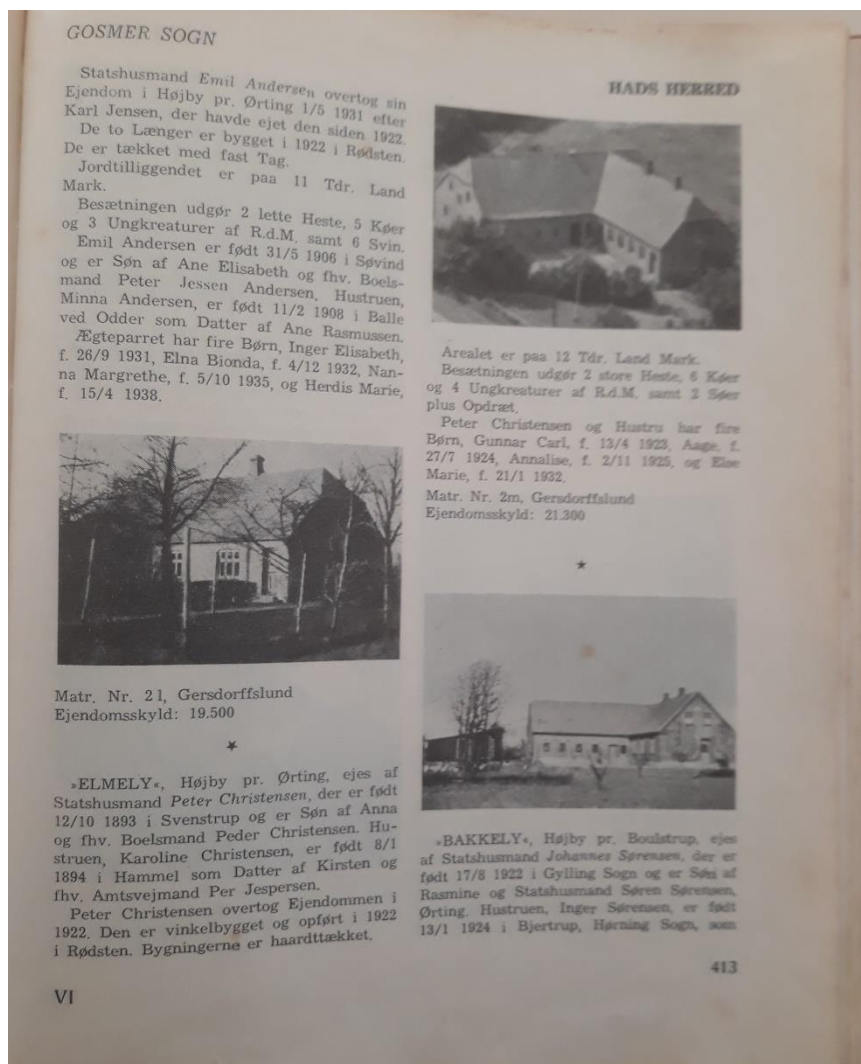 GOSMER SOGN
Statshusmand Emil Andersen overtog sin
Ejendom i Højby pr. Ørting 1/5 1931 efter
Karl Jensen, der havde ejet den siden 1922.
De to Længer er bygget i 1922 i Rødsten.
De er tækket med fast Tag.
Jordtilliggendet er paa 11 Tdr. Land
Mark.
Besætningen udgør 2 lette Heste, 5 Køer
og 3 Ungkreaturer af R.d.M. samt 6 Svin.
Emil Andersen er født 31/5 1906 i Søvind
og er Søn af Ane Elisabeth og fhv. Boels-
mand Peter Jessen Andersen. Hustruen,
Minna Andersen, er født 11/2 1908 i Balle
ved Odder som Datter af Ane Rasmussen.
Ægteparret har fire Børn, Inger Elisabeth,
f. 26/9 1931, Elna Bionda, f. 4/12 1932, Nan-
na Margrethe, f. 5/10 1935, og Herdis Marie,
f. 15/4 1938.
Matr. Nr. 2 l, Gersdorffslund
Ejendomsskyld: 19.500
★
»ELMELY«, Højby pr. Ørting, ejes af
Statshusmand Peter Christensen, der er født
12/10 1893 i Svenstrup og er Søn af Anna
og fhv. Boelsmand Peder Christensen. Hu-
struen, Karoline Christensen, er født 8/1
1894 i Hammel som Datter af Kirsten og
fhv. Amtsvejmand Per Jespersen.
Peter Christensen overtog Ejendommen i
1922. Den er vinkelbygget og opført i 1922
i Rødsten. Bygningerne er haardttækket.
VI
HADS HERRED
Arealet er paa 12 Tdr. Land Mark.
Besætningen udgør 2 store Heste, 6 Køer
og 4 Ungkreaturer af R.d.M. samt 2 Søer
plus Opdræt.
Peter Christensen og Hustru har fire
Børn, Gunnar Carl, f. 13/4 1923, Aage, f.
27/7 1924, Annalise, f. 2/11 1925, og Else
Marie, f. 21/1 1932.
Matr. Nr. 2m, Gersdorffslund
Ejendomsskyld: 21.300
★
»BAKKELY«, Højby pr. Boulstrup, ejes
af Statshusmand Johannes Sørensen, der er
født 17/8 1922 i Gylling Sogn og er Søn af
Rasmine og Statshusmand Søren Sørensen,
Ørting. Hustruen, Inger Sørensen, er født
13/1 1924 i Bjertrup, Hørning Sogn, som
413